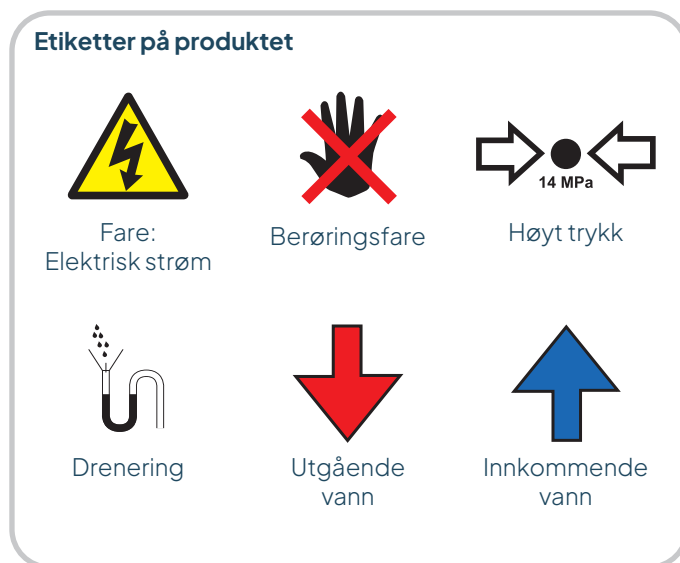 Etiketter på produktet
14 MPa
Fare:
Elektrisk strøm
Berøringsfare
Høyt trykk
Drenering
Utgående
vann
Innkommende
vann